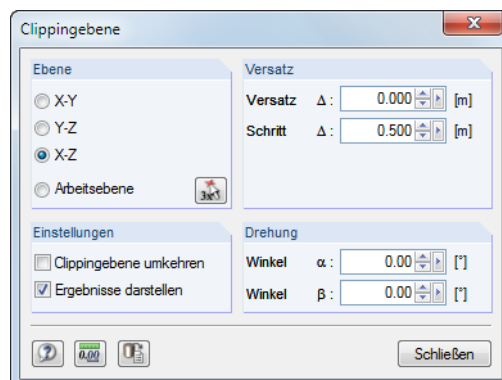 Clippingebene
Ebene
X-Y
Y-Z
X-Z
Arbeitsebene
3x
Versatz
Versatz Δ : 0.000 [m]
Schritt Δ : 0.500 [m]
Einstellungen
Clippingebene umkehren
Ergebnisse darstellen
Drehung
Winkel α : 0.00 [°]
Winkel β : 0.00 [°]
?
0.00
Schließen